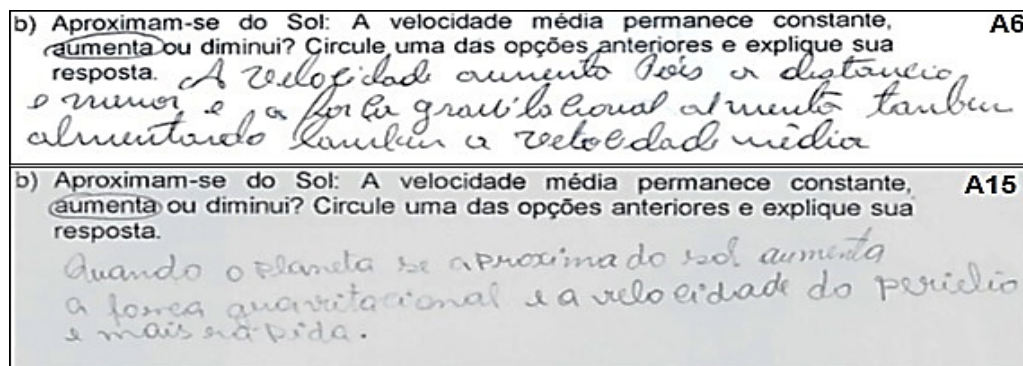 b) Aproximam-se do Sol: A velocidade média permanece constante, A6
aumenta ou diminui? Circule uma das opções anteriores e explique sua
resposta. A velocidade aumenta Pois a distancia
e menor e a força gravitacional almenta tambem
almentando tambem a velocidade média
b) Aproximam-se do Sol: A velocidade média permanece constante, A15
aumenta ou diminui? Circule uma das opções anteriores e explique sua
resposta.
Quando o planeta se aproxima do sol aumenta
a força gravitacional e a velocidade do perielio
e mais rápida.